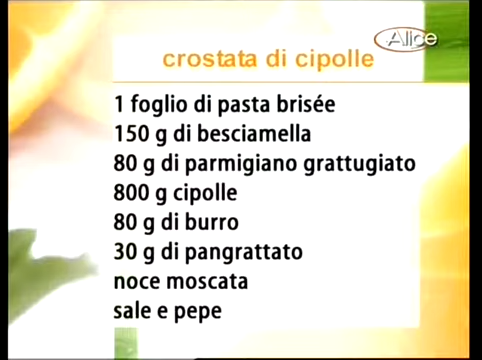 Alice
crostata di cipolle
1 foglio di pasta brisée
150 g di besciamella
80 g di parmigiano grattugiato
800 g cipolle
80 g di burro
30 g di pangrattato
noce moscata
sale e pepe